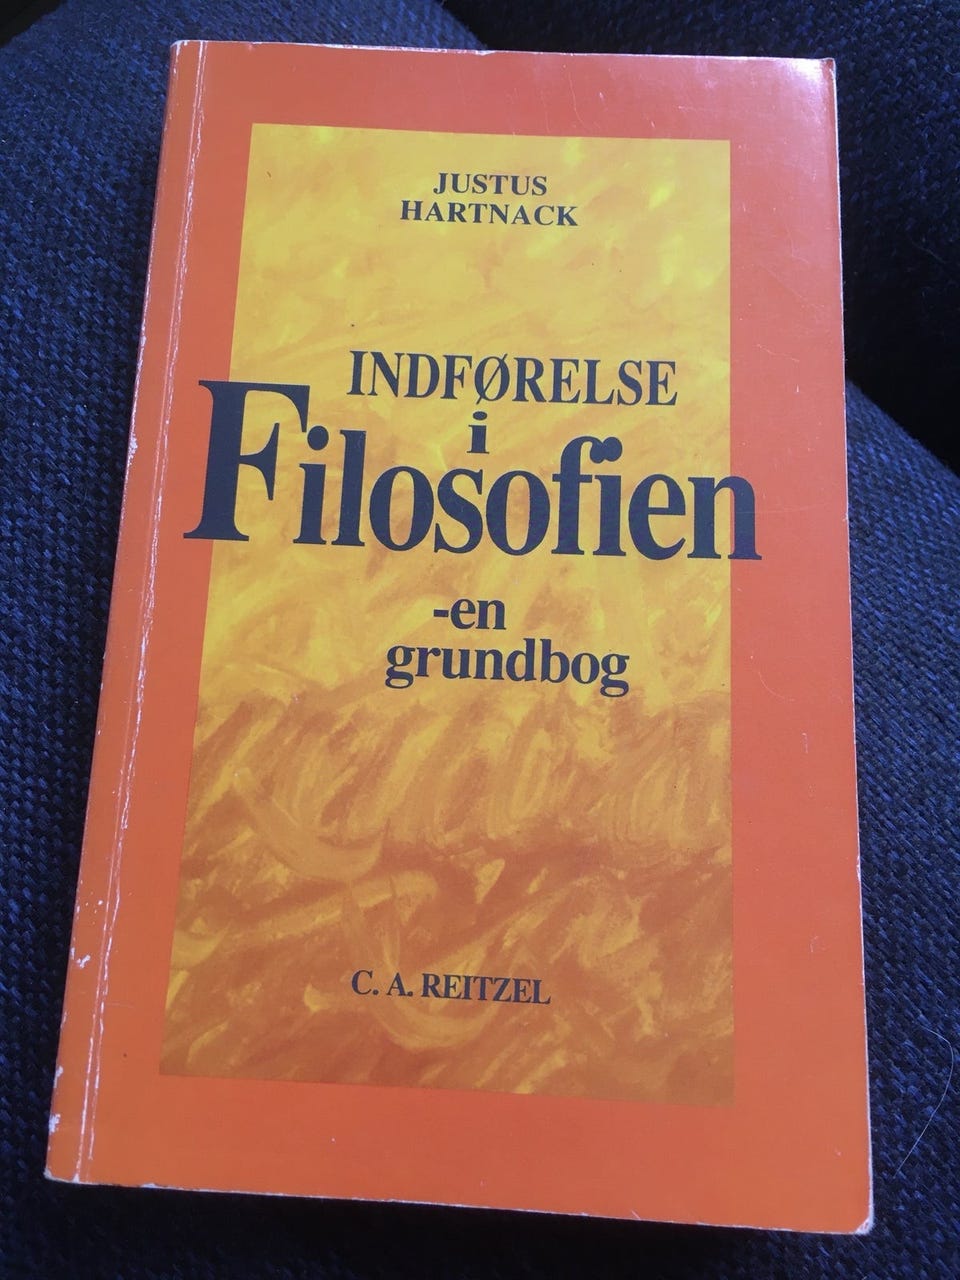 JUSTUS
HARTNACK
INDFØRELSE
i
Filosofien
-en
grundbog
C. A. REITZEL